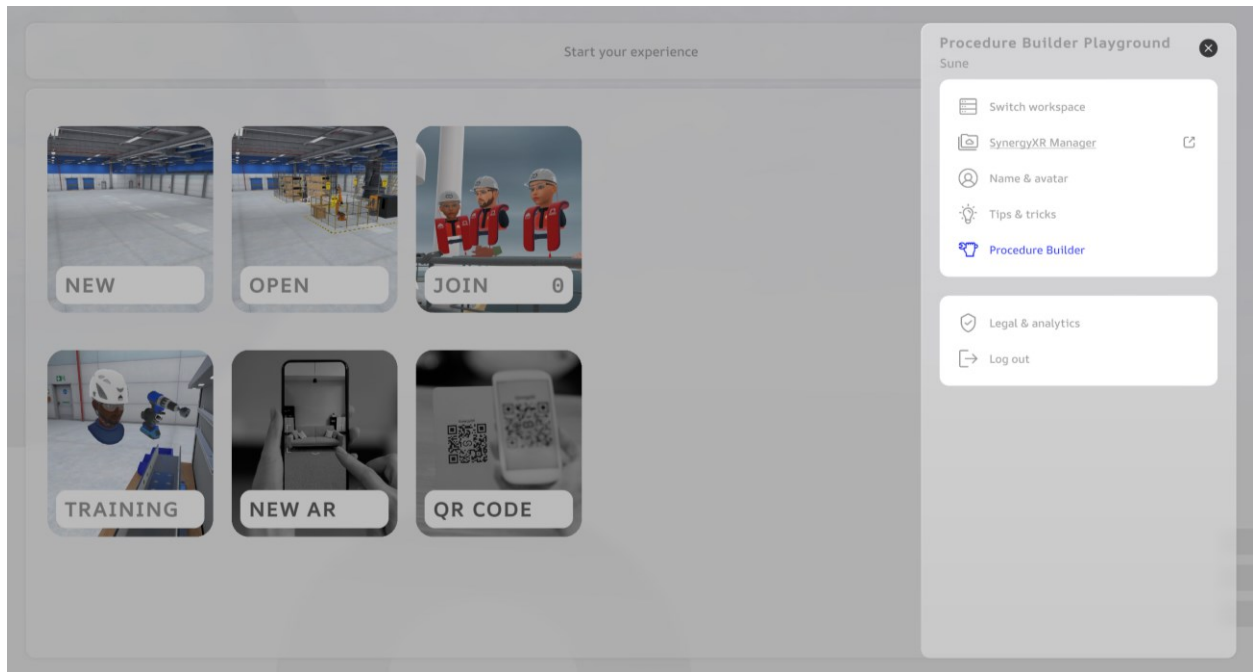 Start your experience
NEW
OPEN
JOIN 0
TRAINING
NEW AR
QR CODE
Procedure Builder Playground
Sune
Switch workspace
SynergyXR Manager
Name & avatar
Tips & tricks
Procedure Builder
Legal & analytics
Log out